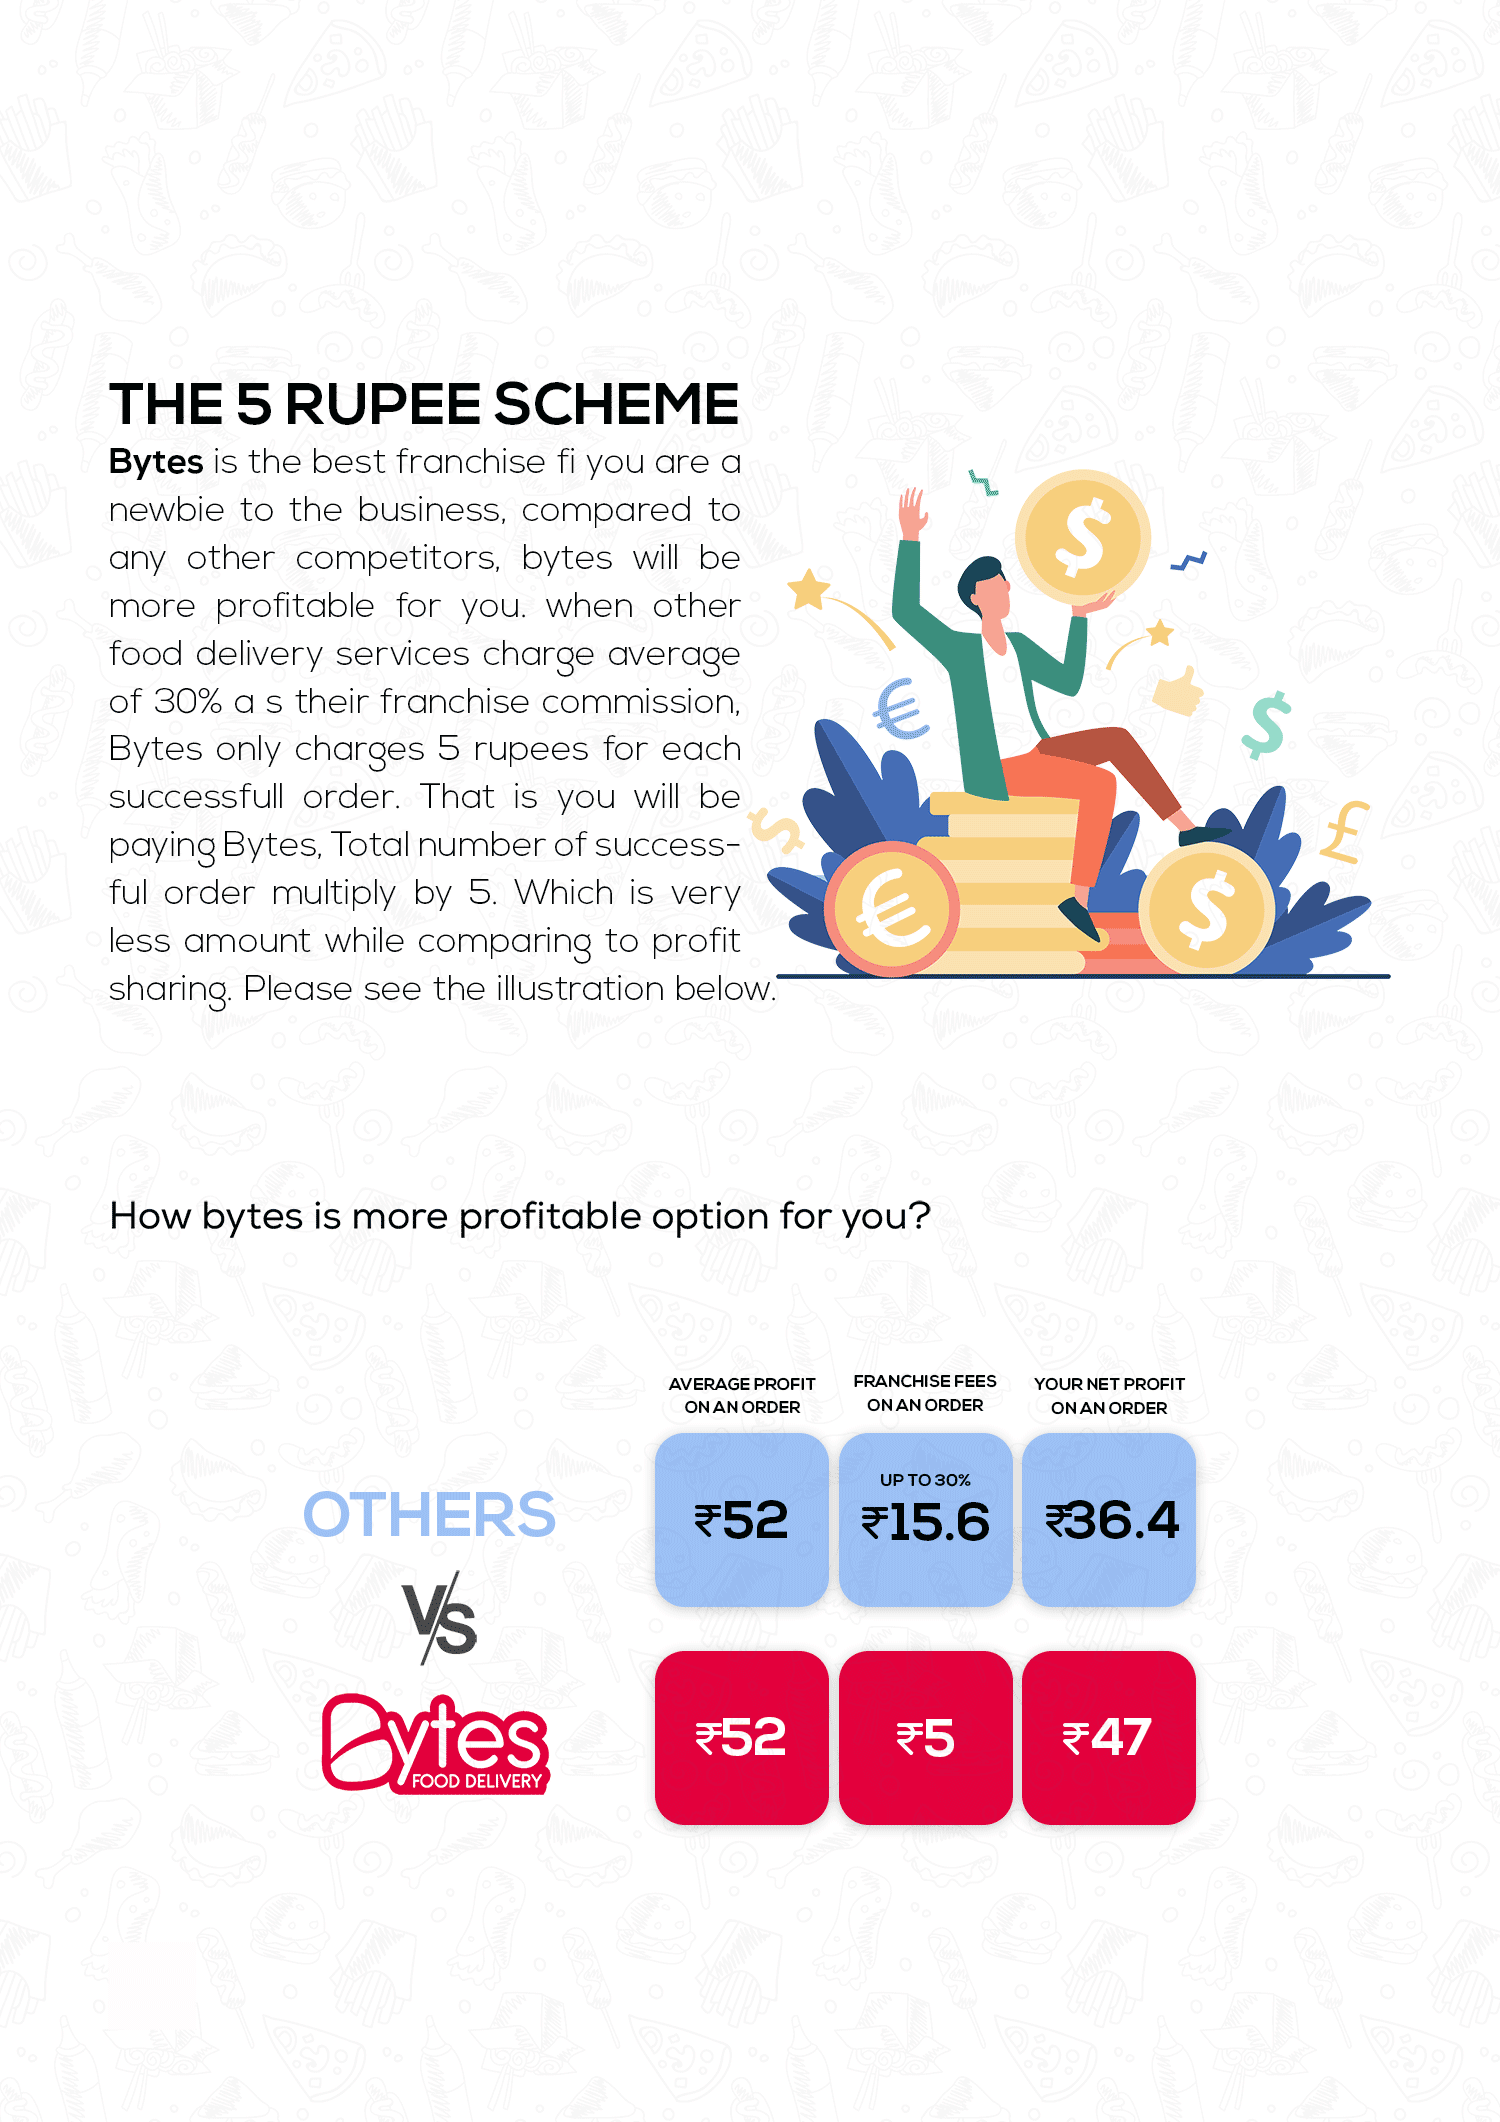 THE 5 RUPEE SCHEME
Bytes is the best franchise fi you are a
newbie to the business, compared to
any other competitors, bytes will be
more profitable for you. when other
food delivery services charge average
of 30% a s their franchise commission,
Bytes only charges 5 rupees for each
successfull order. That is you will be
paying Bytes, Total number of success-
ful order multiply by 5. Which is very
less amount while comparing to profit
sharing. Please see the illustration below.
$
$
€
$
$
£
€
$
How bytes is more profitable option for you?
AVERAGE PROFIT
ON AN ORDER
FRANCHISE FEES
ON AN ORDER
YOUR NET PROFIT
ON AN ORDER
OTHERS
₹52
UP TO 30%
₹15.6
₹36.4
VS
Bytes
FOOD DELIVERY
₹52
₹5
₹47